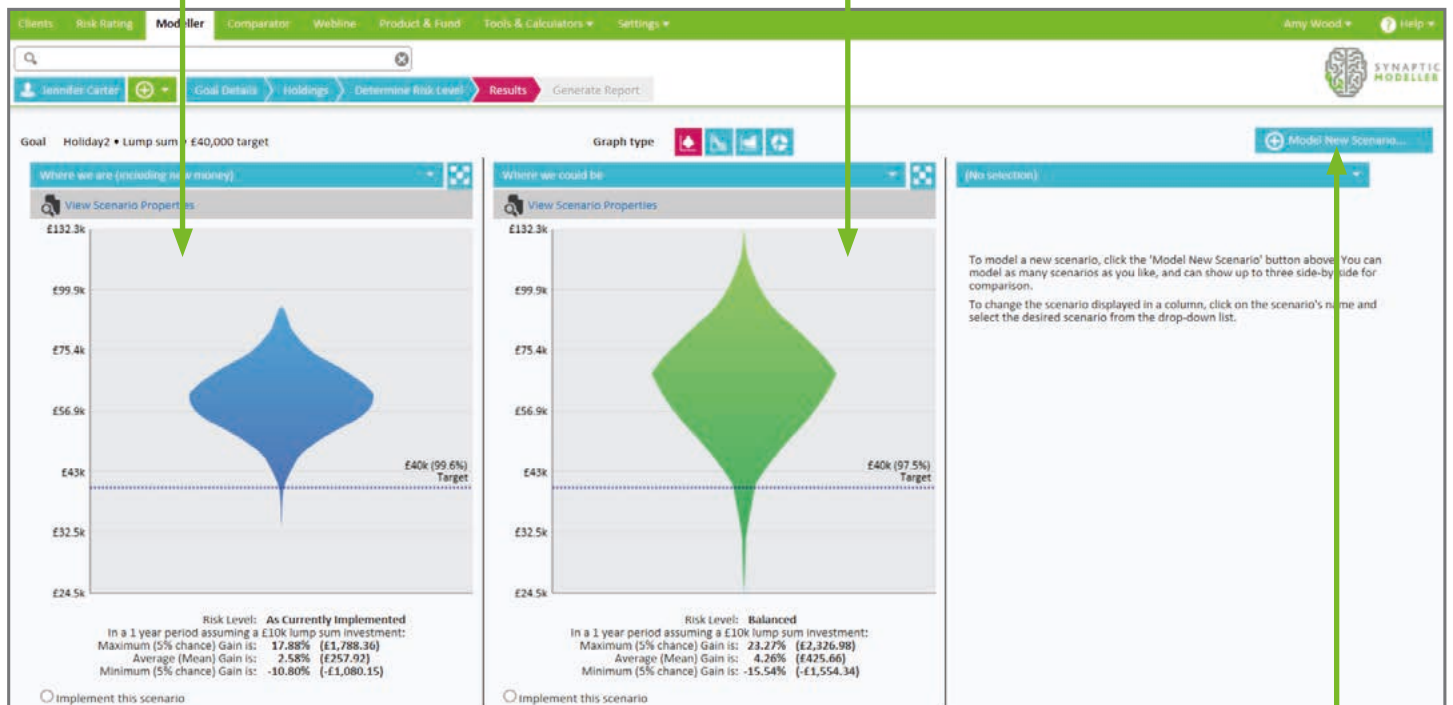 Clients Risk Rating Modeller Comparator Webline Product & Fund Tools & Calculators Settings Amy Wood Help
SYNAPTIC
MODELLER
Jennifer Carter Goal Details Holdings Determine Risk Level Results Generate Report
Goal Holiday2 • Lump sum • £40,000 target Graph type Model New Scenario...
Where we are (including new money) Where we could be (No selection)
View Scenario Properties View Scenario Properties
£132.3k £132.3k
To model a new scenario, click the 'Model New Scenario' button above. You can
model as many scenarios as you like, and can show up to three side-by-side for
comparison.
To change the scenario displayed in a column, click on the scenario's name and
select the desired scenario from the drop-down list.
£99.9k £99.9k
£75.4k £75.4k
£56.9k £56.9k
£43k £40k (99.6%) £43k £40k (97.5%)
Target Target
£32.5k £32.5k
£24.5k £24.5k
Risk Level: As Currently Implemented Risk Level: Balanced
In a 1 year period assuming a £10k lump sum investment: In a 1 year period assuming a £10k lump sum investment:
Maximum (5% chance) Gain is: 17.88% (£1,788.36) Maximum (5% chance) Gain is: 23.27% (£2,326.98)
Average (Mean) Gain is: 2.58% (£257.92) Average (Mean) Gain is: 4.26% (£425.66)
Minimum (5% chance) Gain is: -10.80% (-£1,080.15) Minimum (5% chance) Gain is: -15.54% (-£1,554.34)
Implement this scenario Implement this scenario